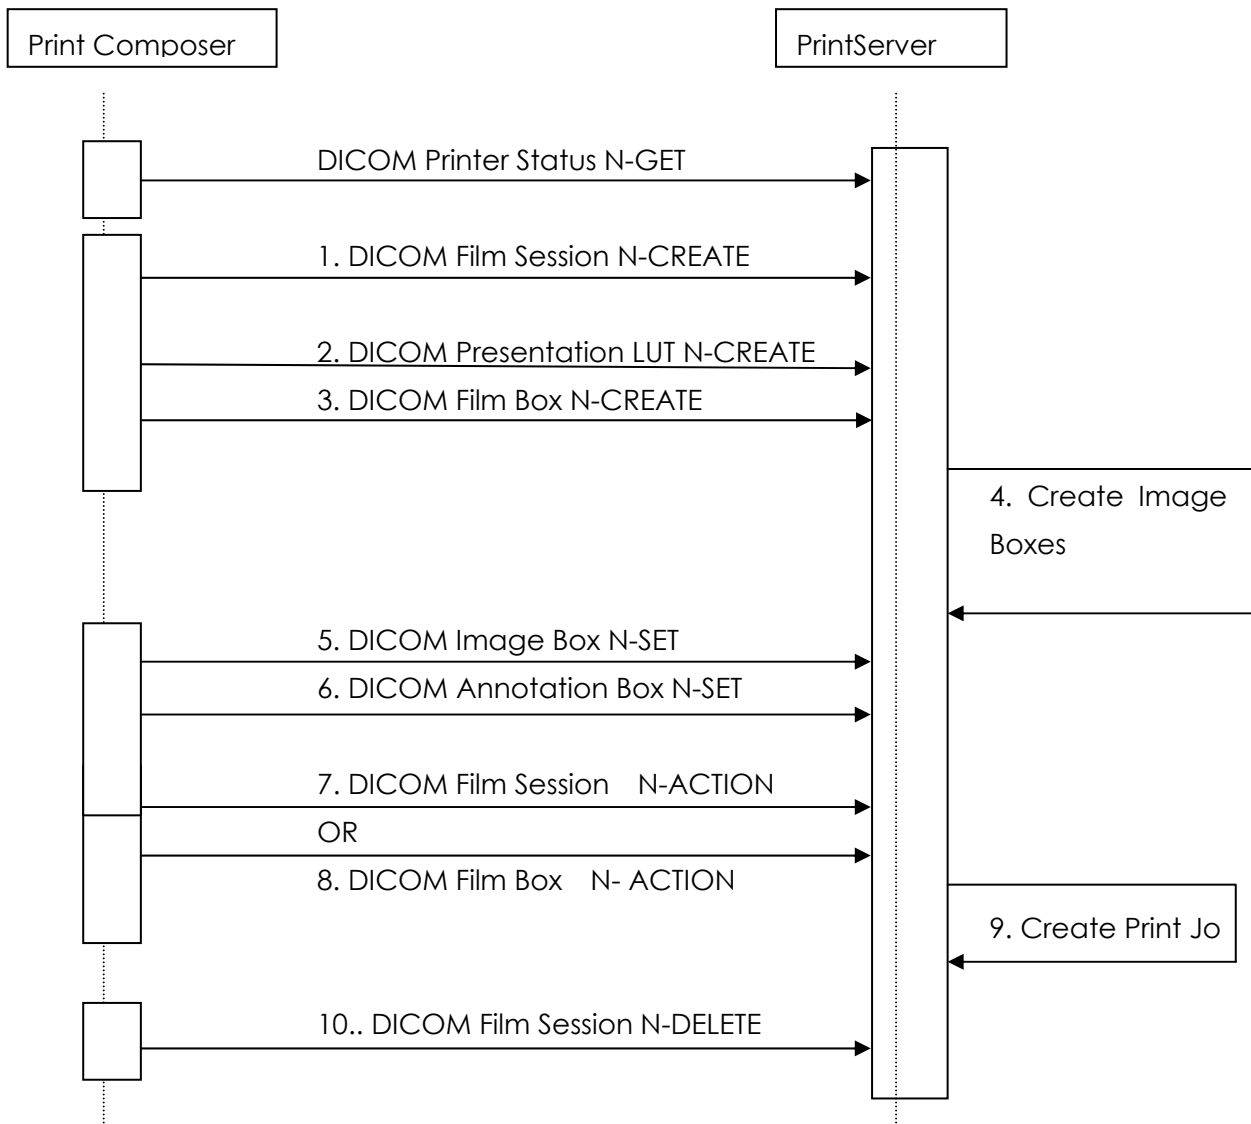 Print Composer
PrintServer
DICOM Printer Status N-GET
1. DICOM Film Session N-CREATE
2. DICOM Presentation LUT N-CREATE
3. DICOM Film Box N-CREATE
4. Create Image
Boxes
5. DICOM Image Box N-SET
6. DICOM Annotation Box N-SET
7. DICOM Film Session N-ACTION
OR
8. DICOM Film Box N- ACTION
9. Create Print Jo
10.. DICOM Film Session N-DELETE